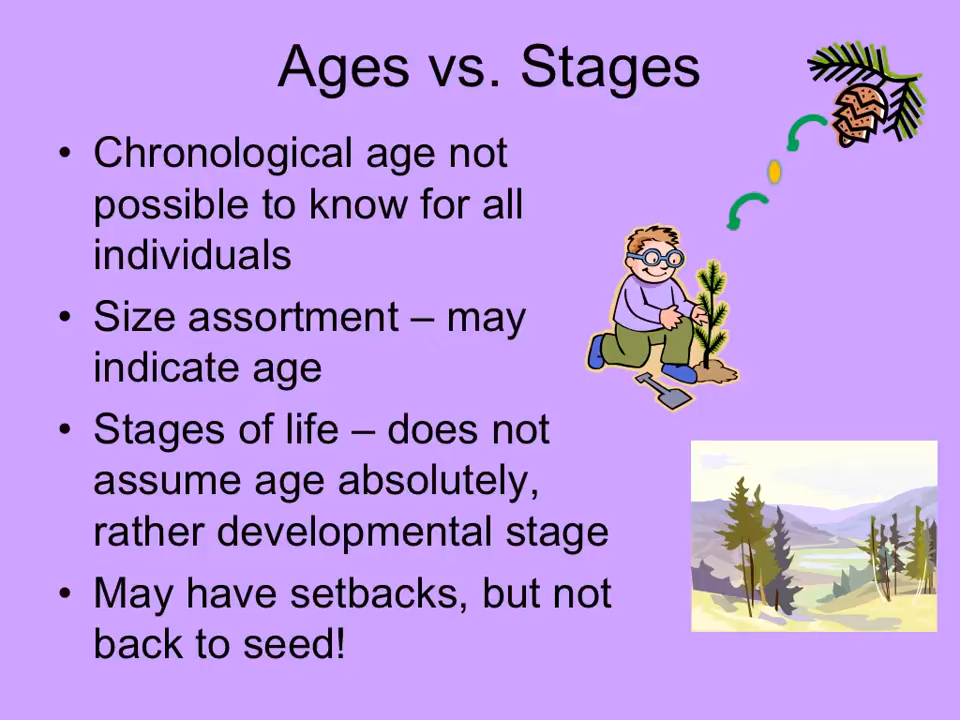 Ages vs. Stages
• Chronological age not
possible to know for all
individuals
• Size assortment – may
indicate age
• Stages of life – does not
assume age absolutely,
rather developmental stage
• May have setbacks, but not
back to seed!